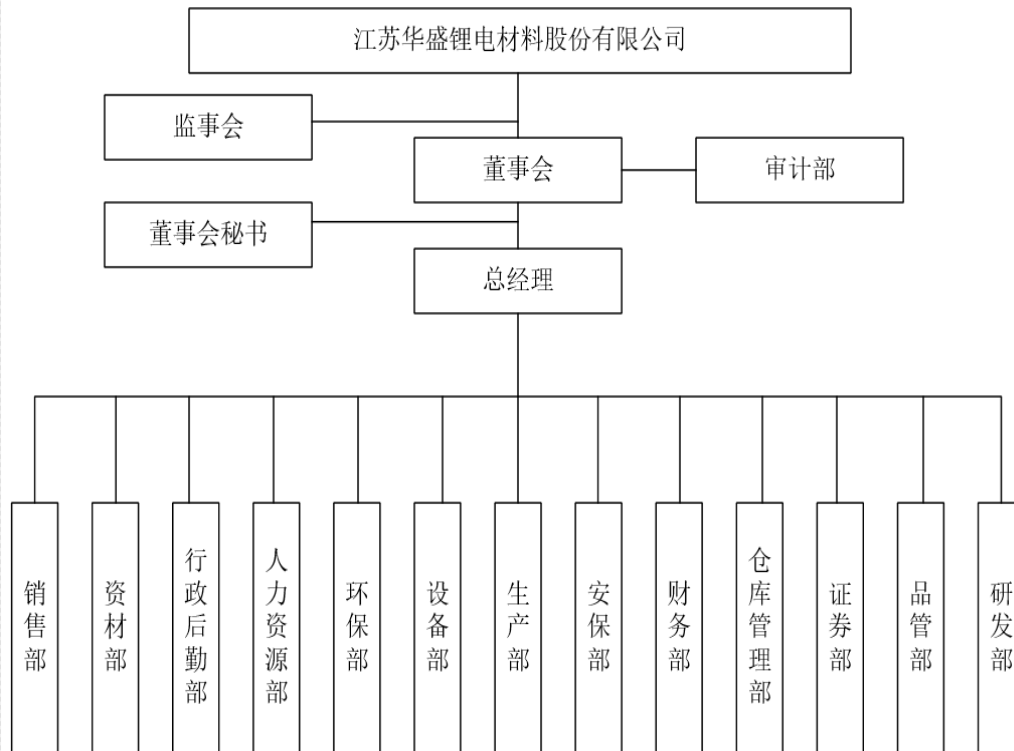 江苏华盛锂电材料股份有限公司
监事会
董事会
审计部
董事会秘书
总经理
销售部
资材部
行政后勤部
人力资源部
环保部
设备部
生产部
安保部
财务部
仓库管理部
证券部
品管部
研发部